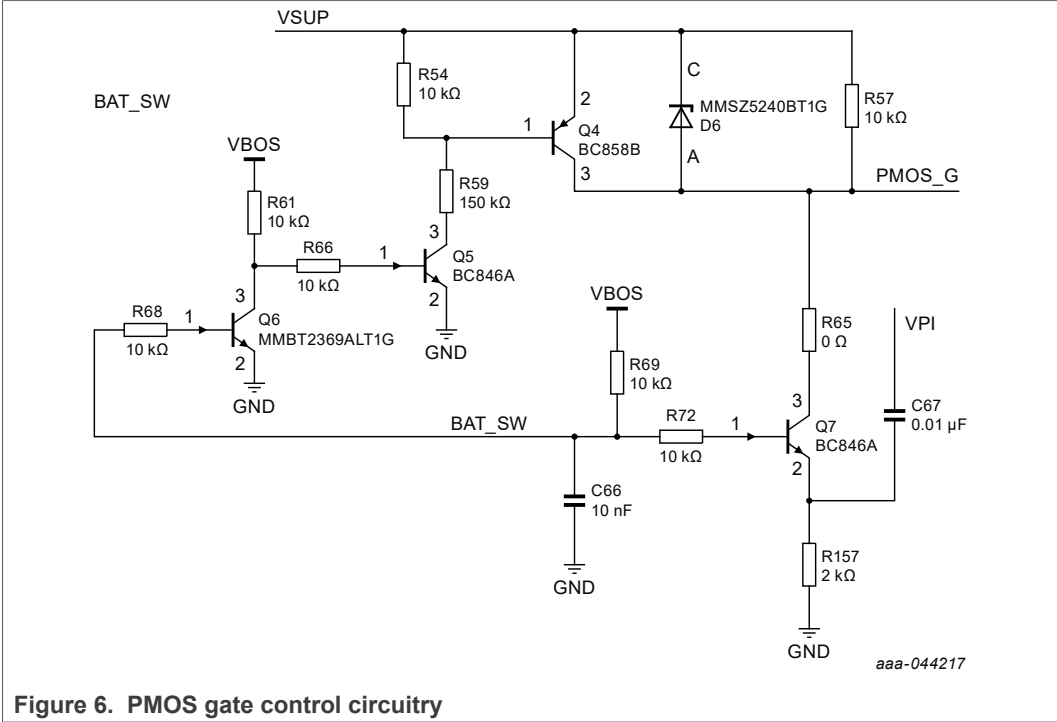 VSUP
R54
10 kΩ
C
BAT_SW
2
MMSZ5240BT1G
D6
R57
10 kΩ
1
Q4
BC858B
VBOS
A
3
PMOS_G
R59
150 kΩ
R61
10 kΩ
3
R66
1
Q5
BC846A
10 kΩ
2
3
R68
1
Q6
MMBT2369ALT1G
10 kΩ
2
GND
VBOS
GND
R65
0 Ω
VPI
R69
10 kΩ
3
C67
0.01 µF
BAT_SW
R72
1
Q7
BC846A
10 kΩ
2
C66
10 nF
R157
2 kΩ
GND
GND
aaa-044217
Figure 6. PMOS gate control circuitry